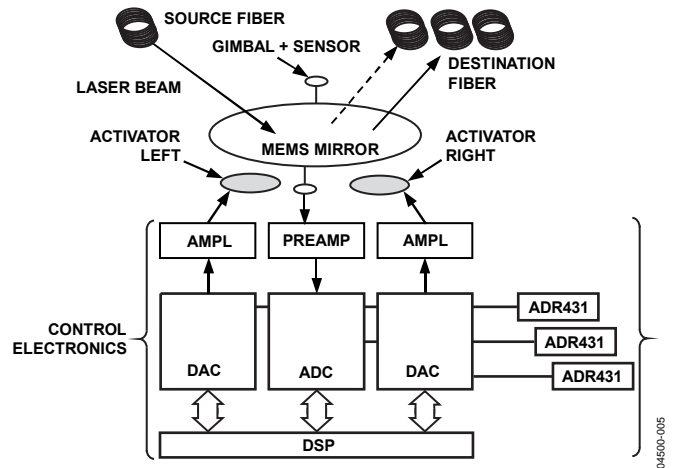 SOURCE FIBER
GIMBAL + SENSOR
DESTINATION
FIBER
LASER BEAM
ACTIVATOR
LEFT
MEMS MIRROR
ACTIVATOR
RIGHT
AMPL
PREAMP
AMPL
CONTROL
ELECTRONICS
DAC
ADC
DAC
ADR431
ADR431
ADR431
DSP
04500-005